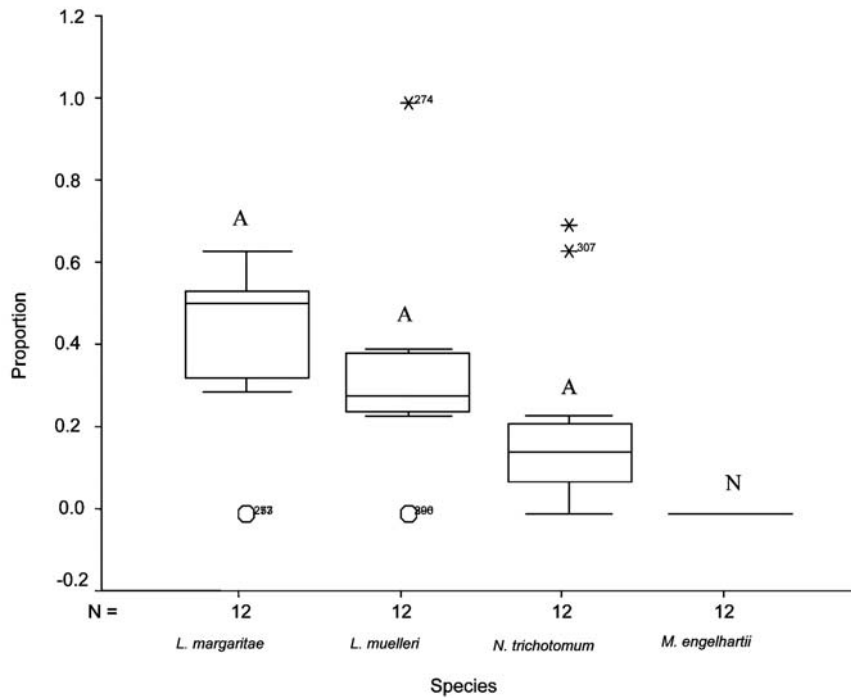 1.2
1.0
274
0.8
A
*
*307
0.6
A
Proportion
0.4
A
0.2
N
0.0
-0.2
N = 12 12 12 12
L. margaritae L. muelleri N. trichotomum M. engelhartii
Species